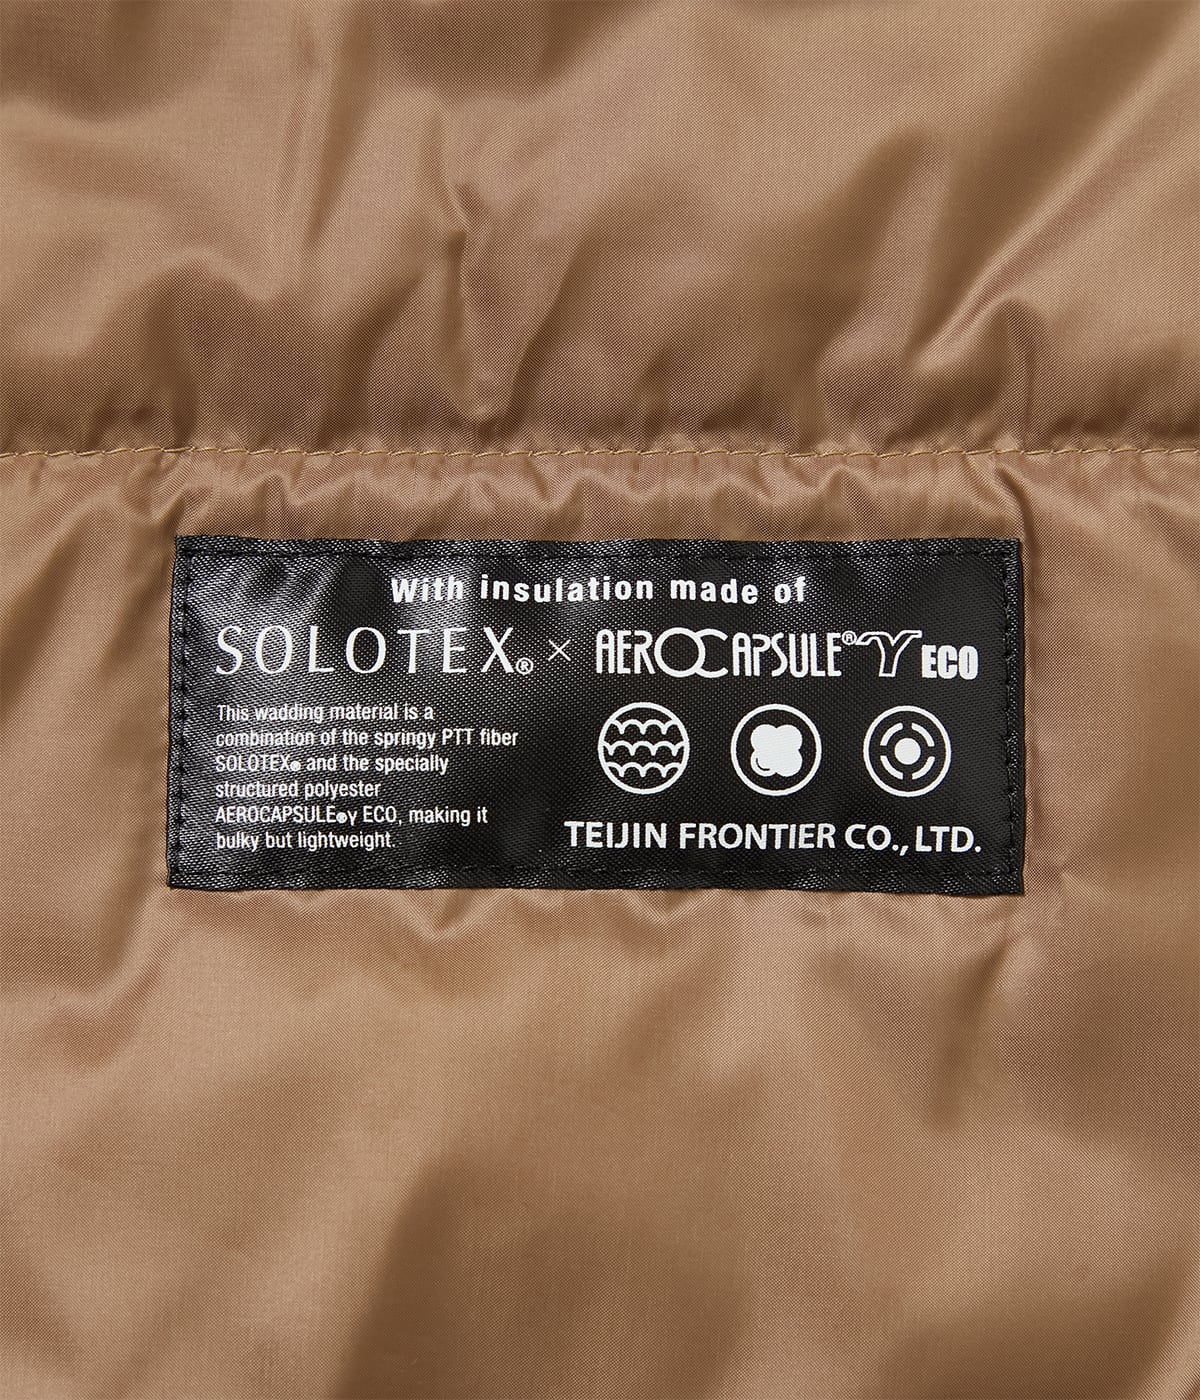 With insulation made of
SOLOTEX® × AEROCAPSULE®γ ECO
This wadding material is a
combination of the springy PTT fiber
SOLOTEX® and the specially
structured polyester
AEROCAPSULE®γ ECO, making it
bulky but lightweight.
TEIJIN FRONTIER CO., LTD.